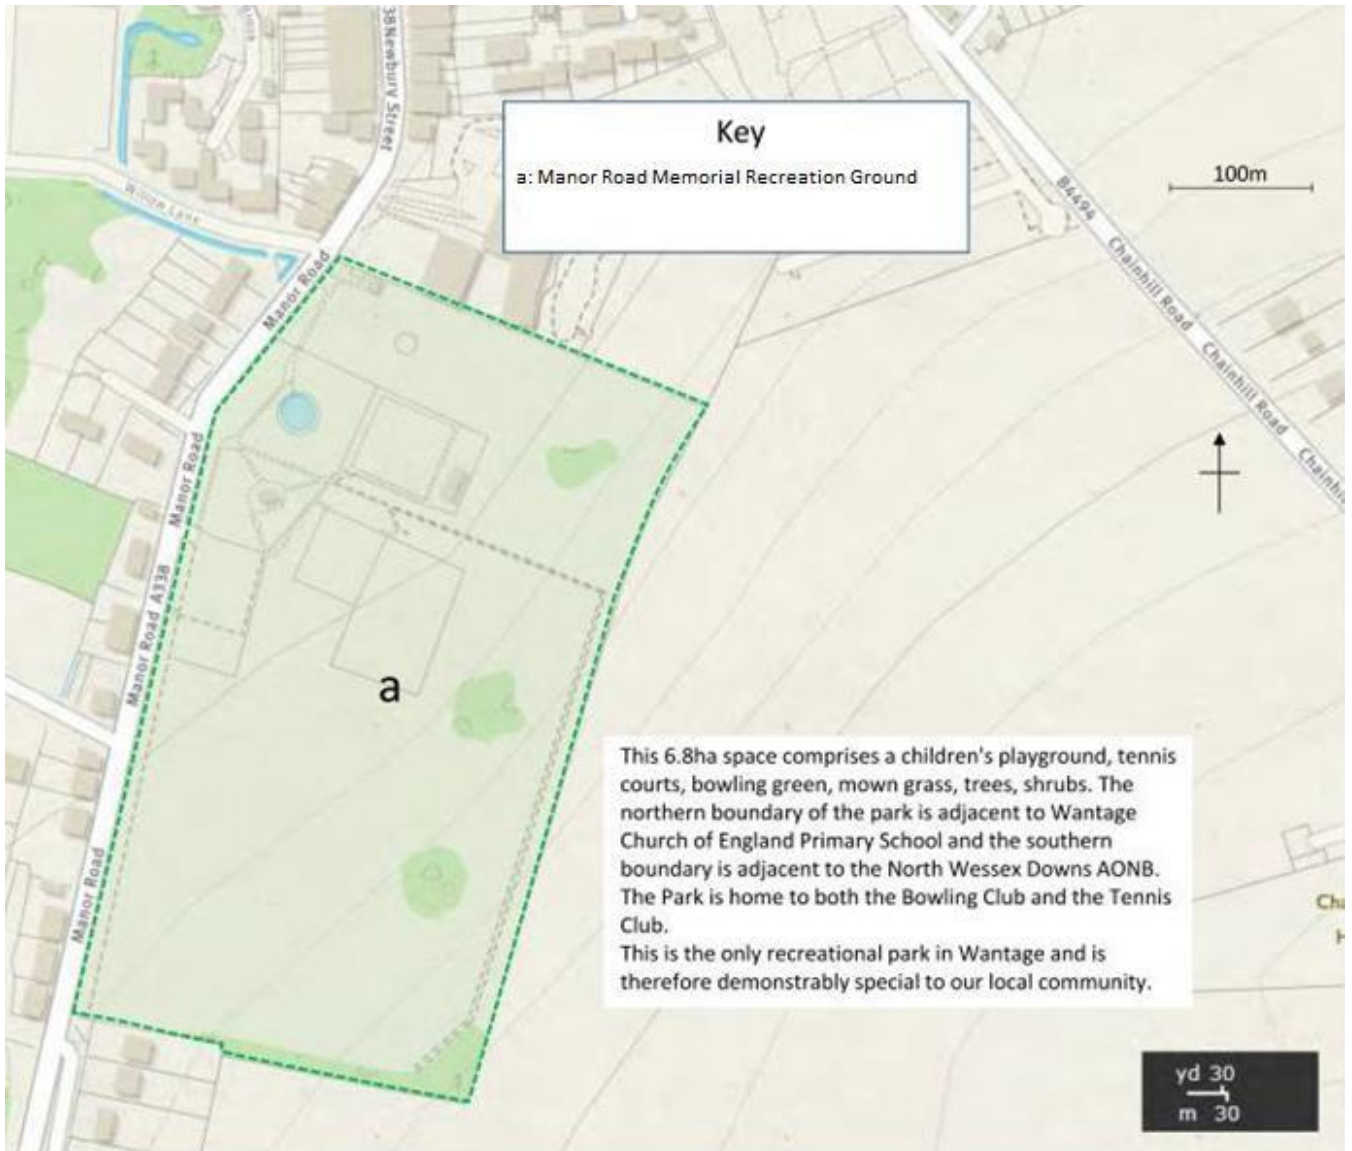 38Newbury Street
Key
a: Manor Road Memorial Recreation Ground
100m
B4494
Chainhill Road
Chainhill Road
Willow Lane
Manor Road
Manor Road
Manor Road A338
Manor Road
a
This 6.8ha space comprises a children's playground, tennis
courts, bowling green, mown grass, trees, shrubs. The
northern boundary of the park is adjacent to Wantage
Church of England Primary School and the southern
boundary is adjacent to the North Wessex Downs AONB.
The Park is home to both the Bowling Club and the Tennis
Club.
This is the only recreational park in Wantage and is
therefore demonstrably special to our local community.
Cha
H
yd 30
m 30